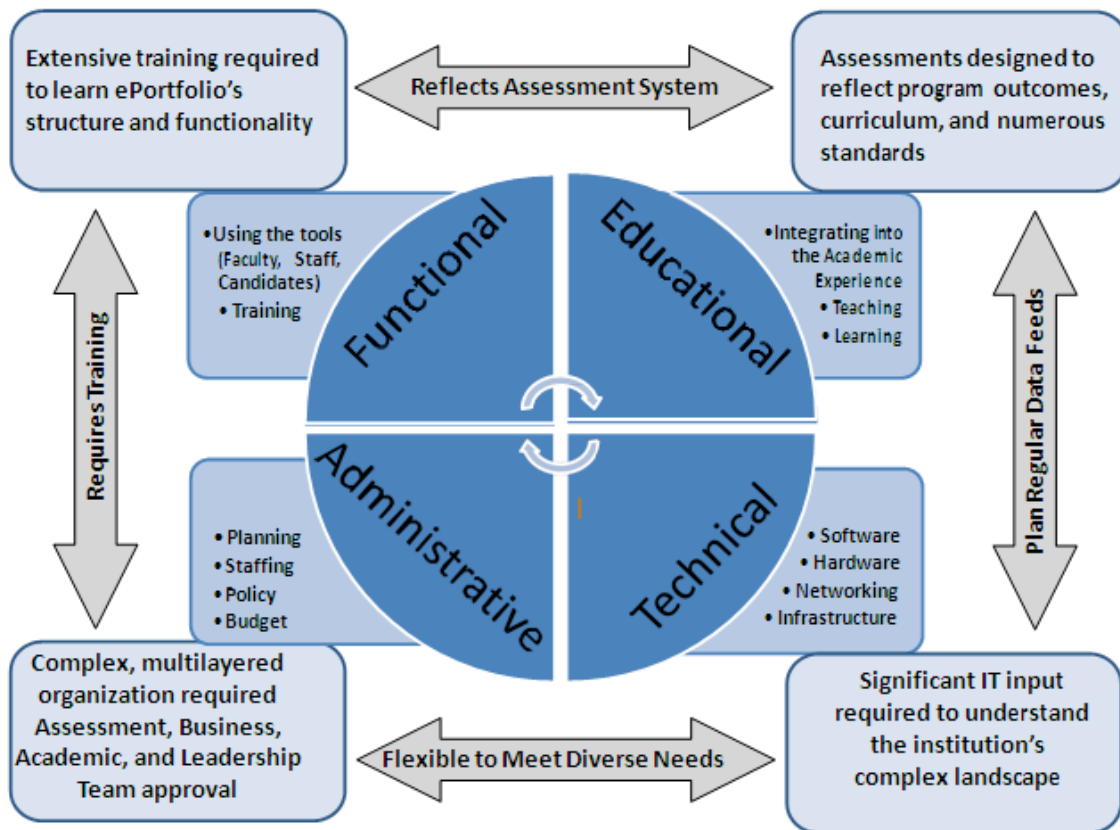 Extensive training required
to learn ePortfolio's
structure and functionality
Reflects Assessment System
Assessments designed to
reflect program outcomes,
curriculum, and numerous
standards
•Using the tools
(Faculty, Staff,
Candidates)
• Training
Functional
Educational
•Integrating into
the Academic
Experience
• Teaching
• Learning
Requires Training
Plan Regular Data Feeds
• Planning
• Staffing
• Policy
• Budget
Administrative
Technical
• Software
• Hardware
• Networking
• Infrastructure
Complex, multilayered
organization required
Assessment, Business,
Academic, and Leadership
Team approval
Flexible to Meet Diverse Needs
Significant IT input
required to understand
the institution's
complex landscape